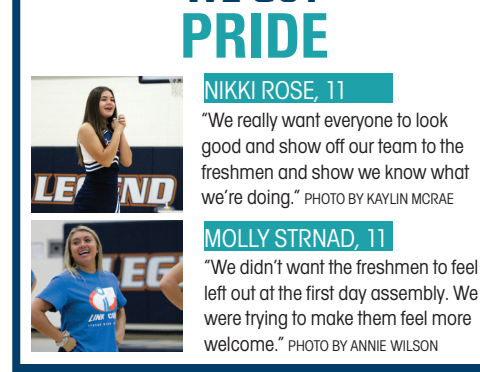 PRIDE
NIKKI ROSE, 11
“We really want everyone to look
good and show off our team to the
freshmen and show we know what
we’re doing.” PHOTO BY KAYLIN MCRAE
LEGEND
MOLLY STRNAD, 11
“We didn’t want the freshmen to feel
left out at the first day assembly. We
were trying to make them feel more
welcome.” PHOTO BY ANNIE WILSON
LEG
LINK